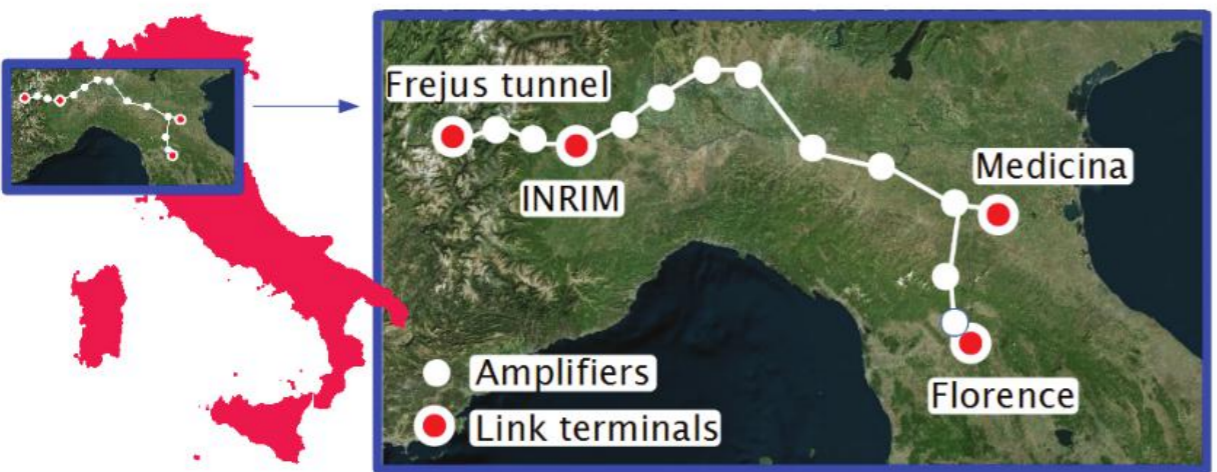 Frejus tunnel
INRIM
Medicina
Florence
Amplifiers
Link terminals